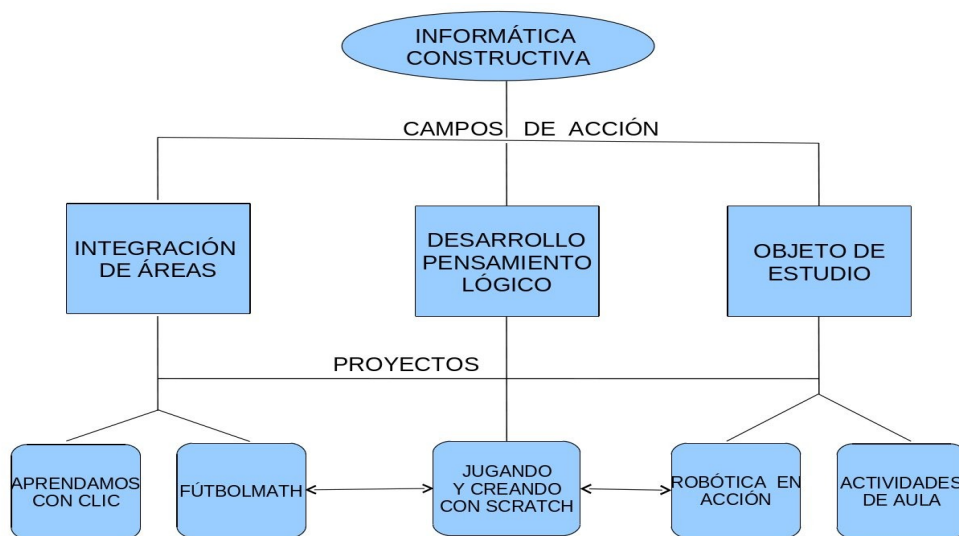 INFORMÁTICA
CONSTRUCTIVA
CAMPOS DE ACCIÓN
INTEGRACIÓN
DE ÁREAS
DESARROLLO
PENSAMIENTO
LÓGICO
OBJETO DE
ESTUDIO
PROYECTOS
APRENDAMOS
CON CLIC
FÚTBOLMATH
JUGANDO
Y CREANDO
CON SCRATCH
ROBÓTICA EN
ACCIÓN
ACTIVIDADES
DE AULA